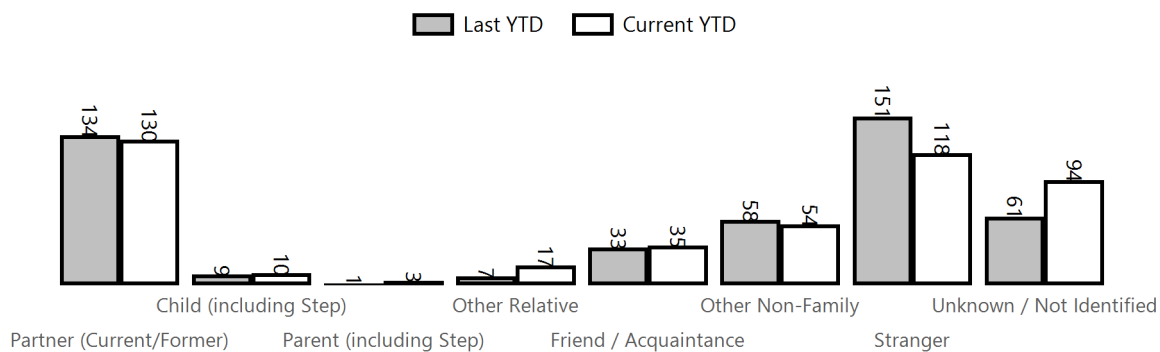 Last YTD Current YTD
134 130 9 10 1 3 7 17 33 35 58 54 151 118 61 94
Child (including Step) Other Relative Other Non-Family Unknown / Not Identified
Partner (Current/Former) Parent (including Step) Friend / Acquaintance Stranger